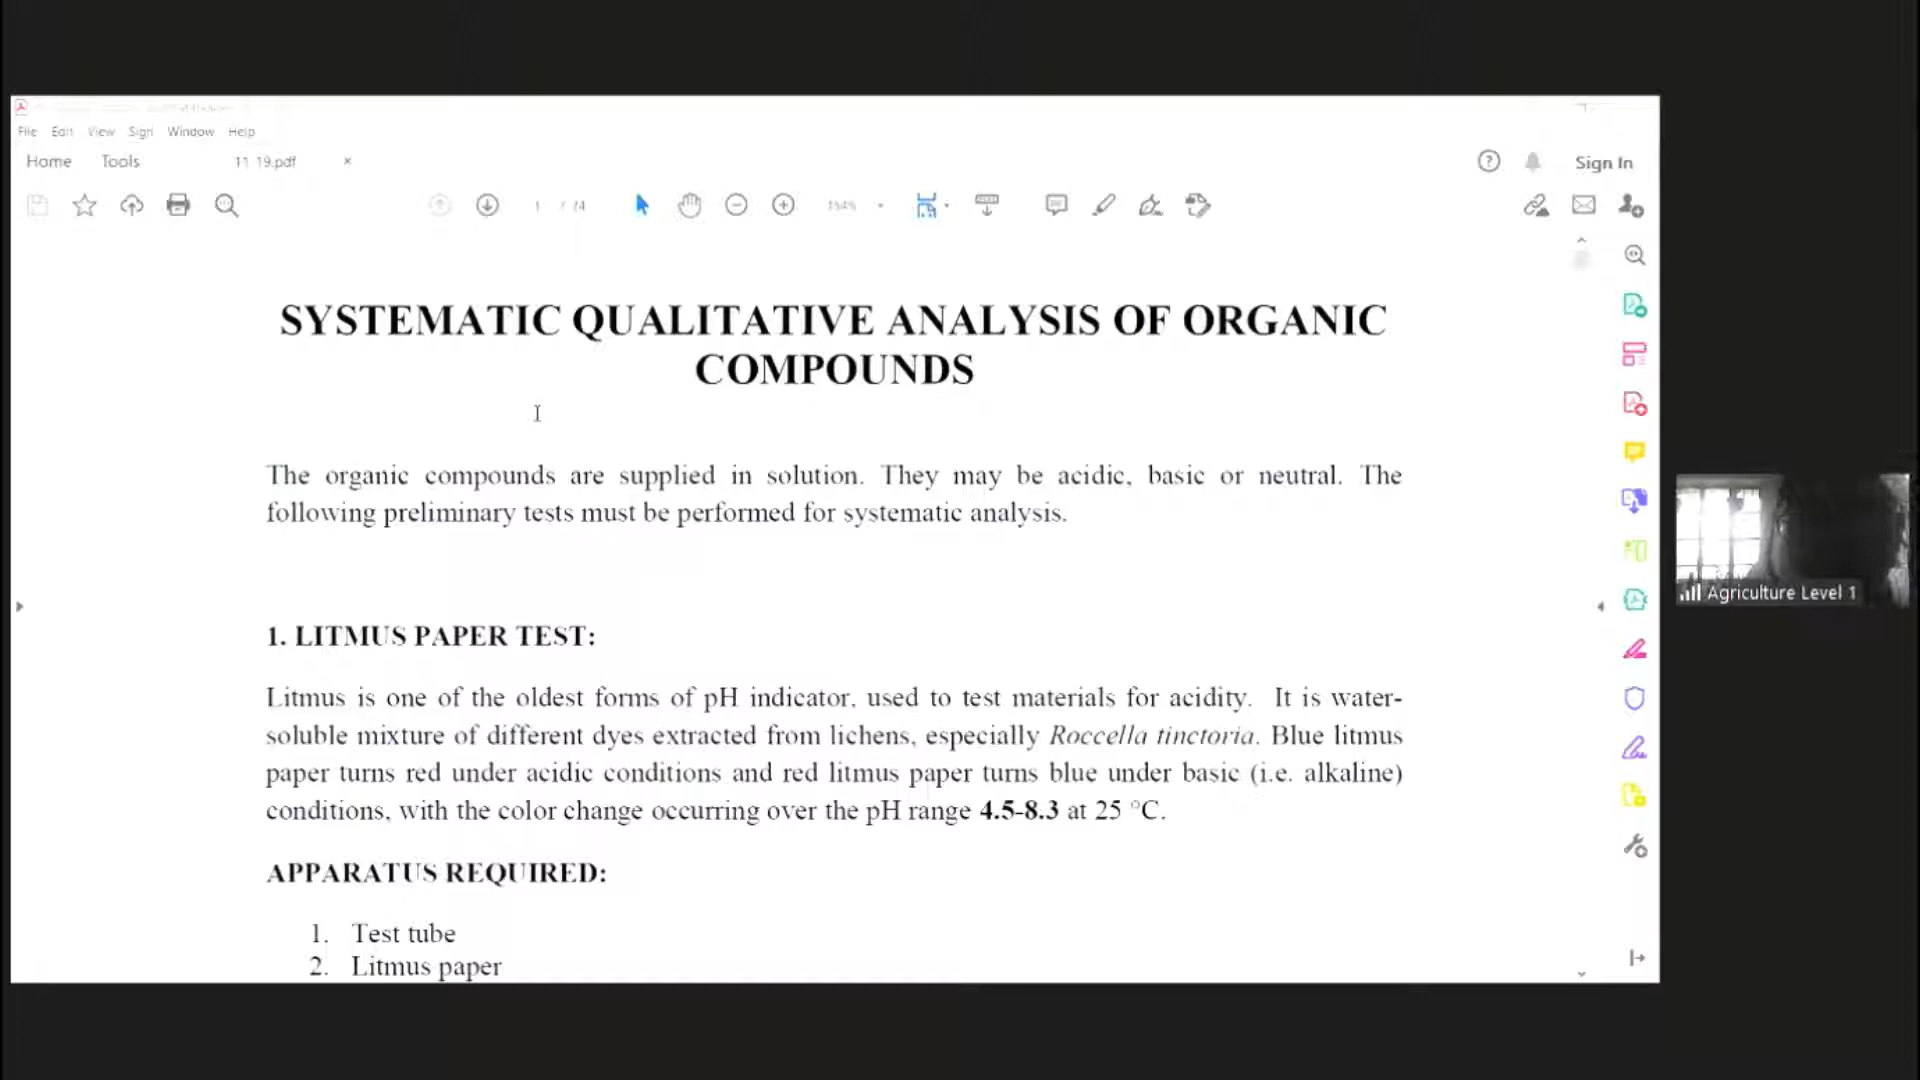 File Edit View Sign Window Help
Home Tools 11 19.pdf × Sign In
1 / 154%
SYSTEMATIC QUALITATIVE ANALYSIS OF ORGANIC
COMPOUNDS
The organic compounds are supplied in solution. They may be acidic, basic or neutral. The
following preliminary tests must be performed for systematic analysis.
1. LITMUS PAPER TEST:
Litmus is one of the oldest forms of pH indicator, used to test materials for acidity. It is water-
soluble mixture of different dyes extracted from lichens, especially Roccella tinctoria. Blue litmus
paper turns red under acidic conditions and red litmus paper turns blue under basic (i.e. alkaline)
conditions, with the color change occurring over the pH range 4.5-8.3 at 25 °C.
APPARATUS REQUIRED:
1. Test tube
2. Litmus paper
Agriculture Level 1